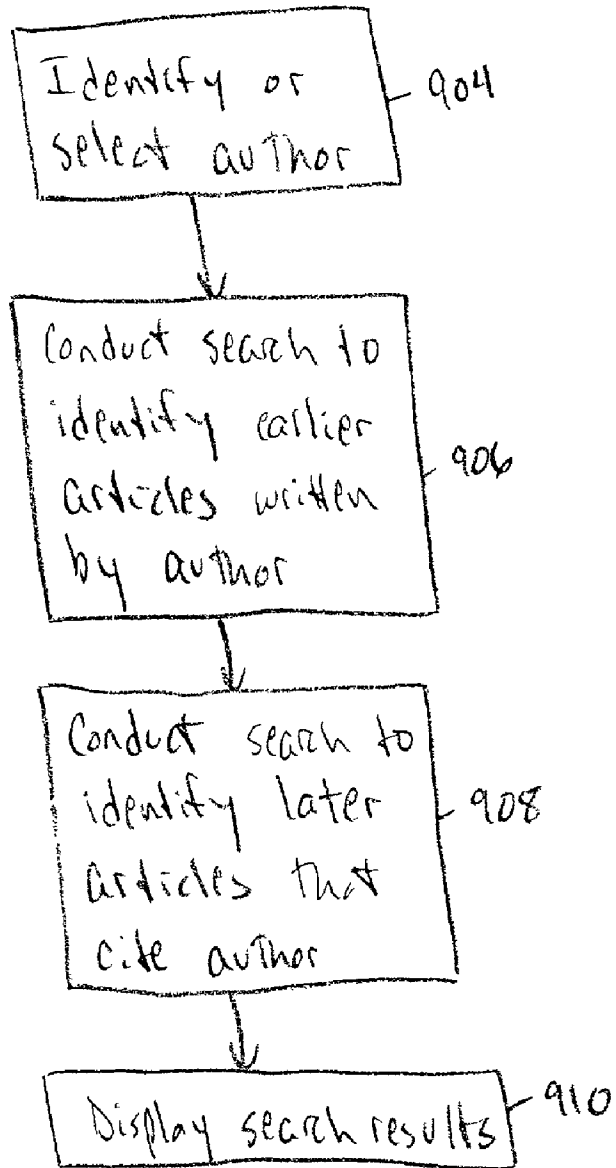 Identify or
904
select author
Conduct search to
identify earlier
articles written
906
by author
Conduct search to
identify later
908
articles that
cite author
Display search results
910